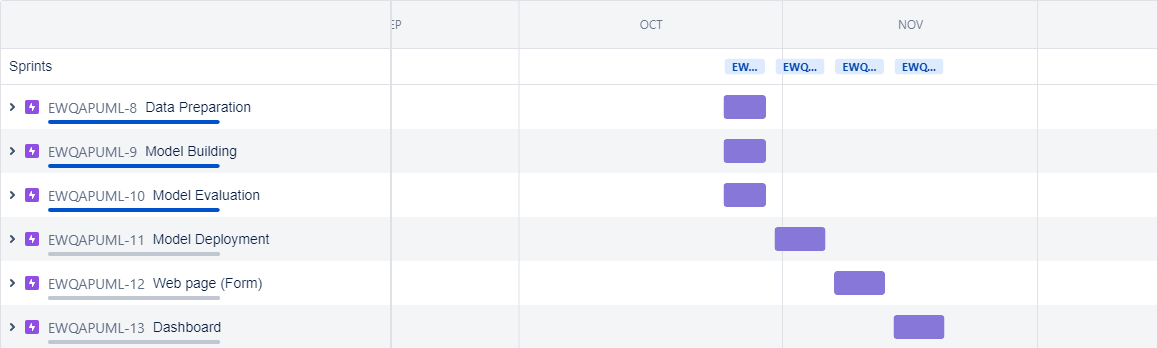 EP OCT NOV
Sprints EW... EWQ... EWQ... EWQ...
EWQAPUML-8 Data Preparation
EWQAPUML-9 Model Building
EWQAPUML-10 Model Evaluation
EWQAPUML-11 Model Deployment
EWQAPUML-12 Web page (Form)
EWQAPUML-13 Dashboard